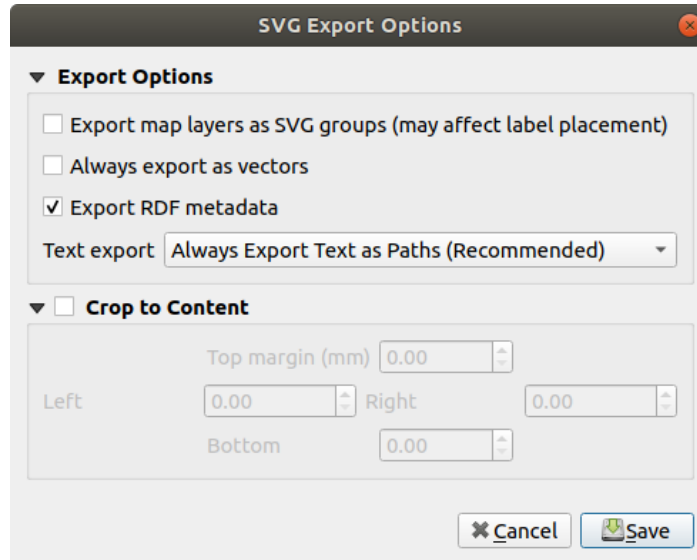 SVG Export Options
Export Options
Export map layers as SVG groups (may affect label placement)
Always export as vectors
Export RDF metadata
Text export Always Export Text as Paths (Recommended)
Crop to Content
Top margin (mm) 0.00
Left 0.00 Right 0.00
Bottom 0.00
Cancel Save